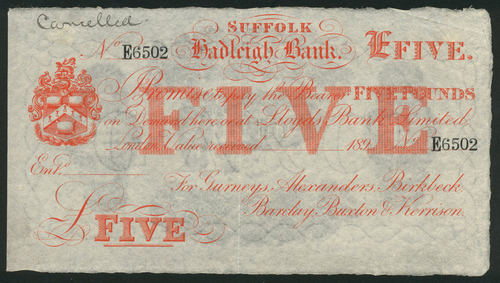 Cancelled
SUFFOLK
No E6502 Hadleigh Bank. £FIVE.
I Promise to pay the Bearer FIVE POUNDS
on Demand here or at Lloyds Bank Limited
London Value received 189
E6502
FIVE
Entd.
For Gurneys, Alexanders, Birkbeck,
Barclay, Buxton & Kerrison.
£ FIVE